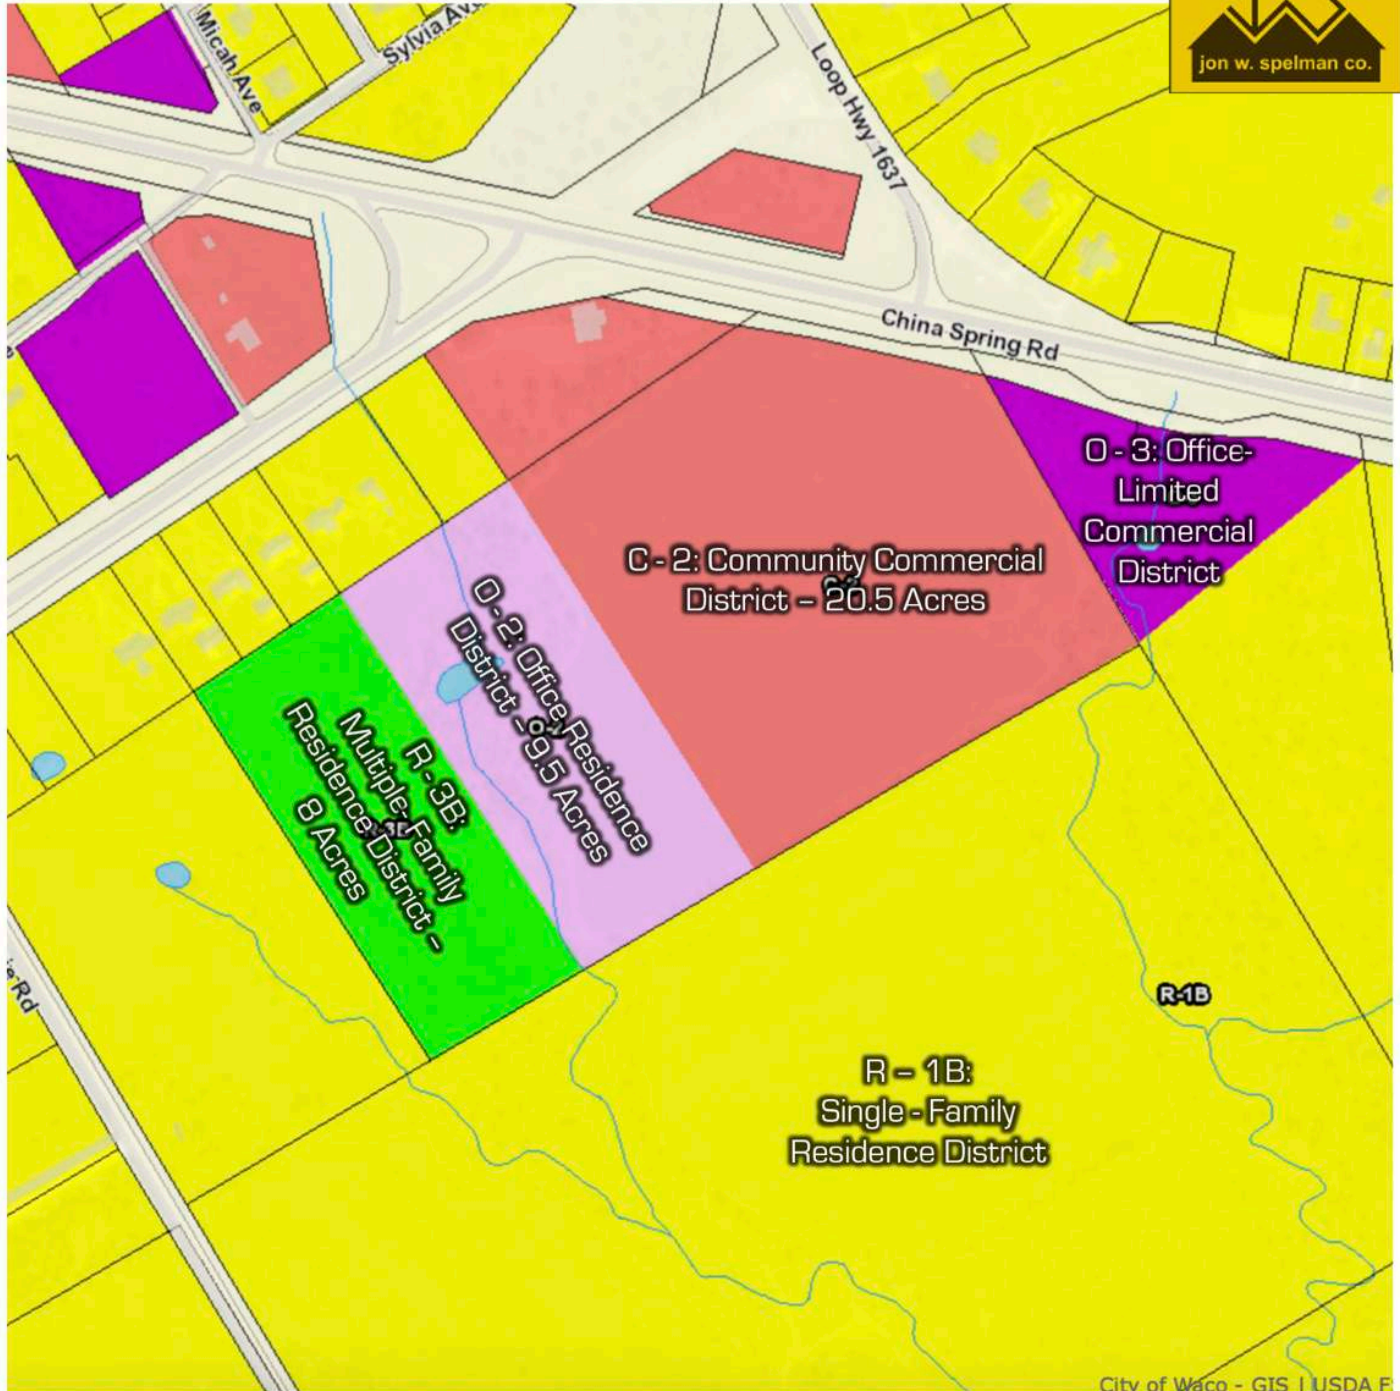 jon w. spelman co.
Micah Ave
Sylvia Ave
Loop Hwy 1637
China Spring Rd
O - 3: Office-
Limited
Commercial
District
C - 2: Community Commercial
District – 20.5 Acres
O - 2: Office Residence
District - 9.5 Acres
R - 3B:
Multiple-Family
Residence District –
8 Acres
R-3B
R-1B
R – 1B:
Single - Family
Residence District
Rd
City of Waco - GIS | USDA F